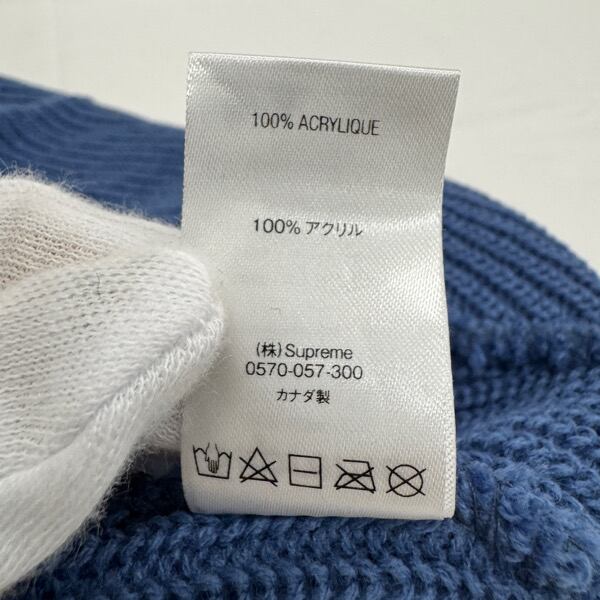 100% ACRYLIQUE
100% アクリル
(株) Supreme
0570-057-300
カナダ製